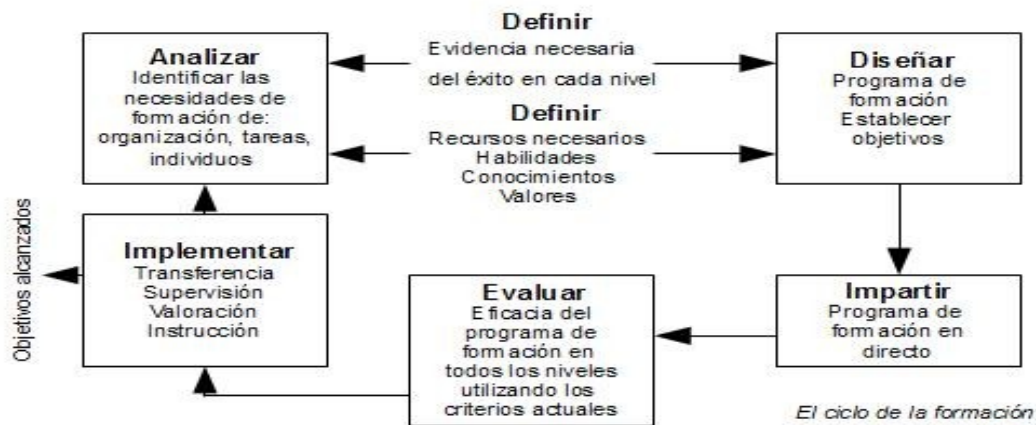 Analizar
Identificar las
necesidades de
formación de:
organización, tareas,
individuos
Definir
Evidencia necesaria
del éxito en cada nivel
Definir
Recursos necesarios
Habilidades
Conocimientos
Valores
Diseñar
Programa de
formación
Establecer
objetivos
Impartir
Programa de
formación en
directo
Evaluar
Eficacia del
programa de
formación en
todos los niveles
utilizando los
criterios actuales
Implementar
Transferencia
Supervisión
Valoración
Instrucción
Objetivos alcanzados
El ciclo de la formación